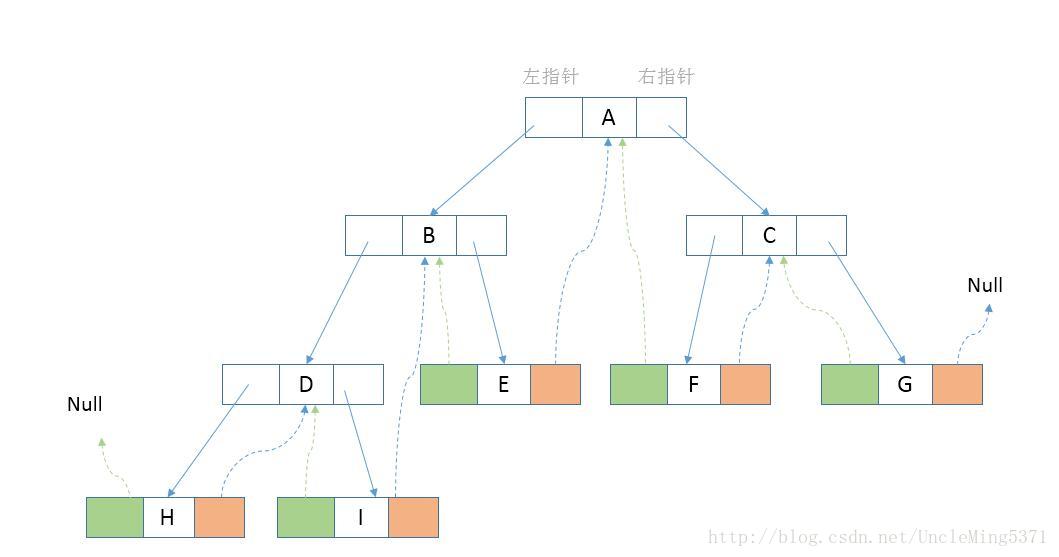 左指针 右指针
A
B
C
Null
D
E
F
G
Null
H
I
http://blog.csdn.net/UncleMing5371